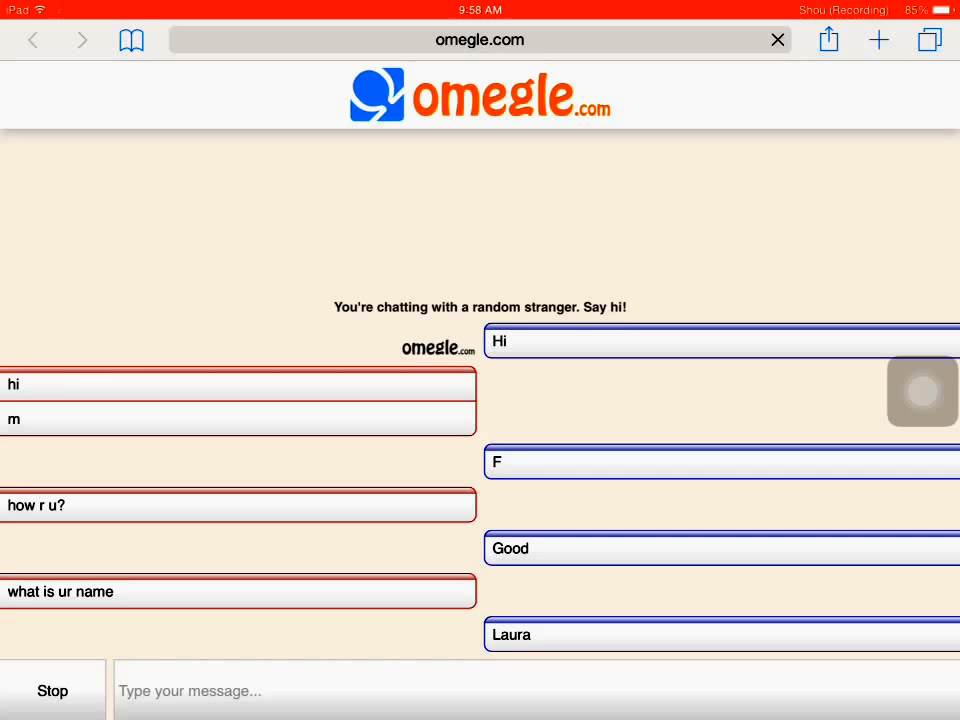 iPad 9:58 AM Shou (Recording) 85%
omegle.com
omegle.com
You're chatting with a random stranger. Say hi!
omegle.com
Hi
hi
m
F
how r u?
Good
what is ur name
Laura
Stop Type your message...